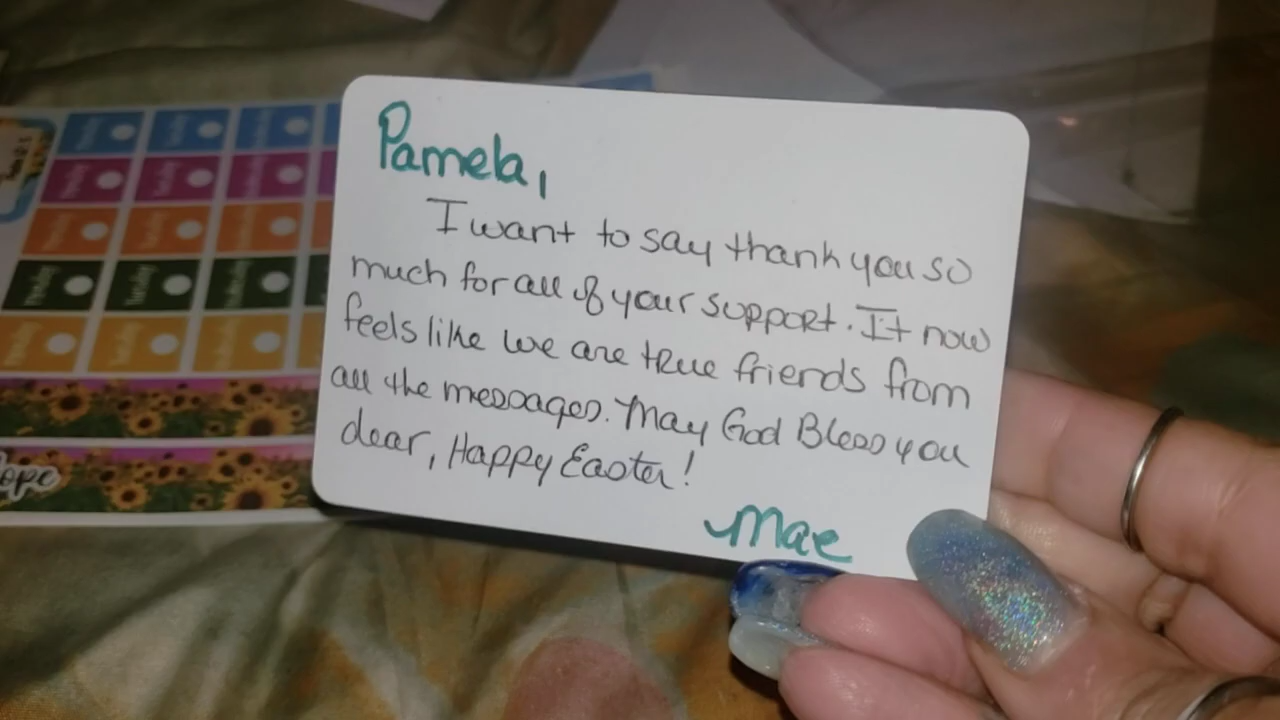 Pamela,
I want to say thank you so
much for all of your support. It now
feels like we are true friends from
all the messages. May God Bless you
dear, Happy Easter!
Mae
ope